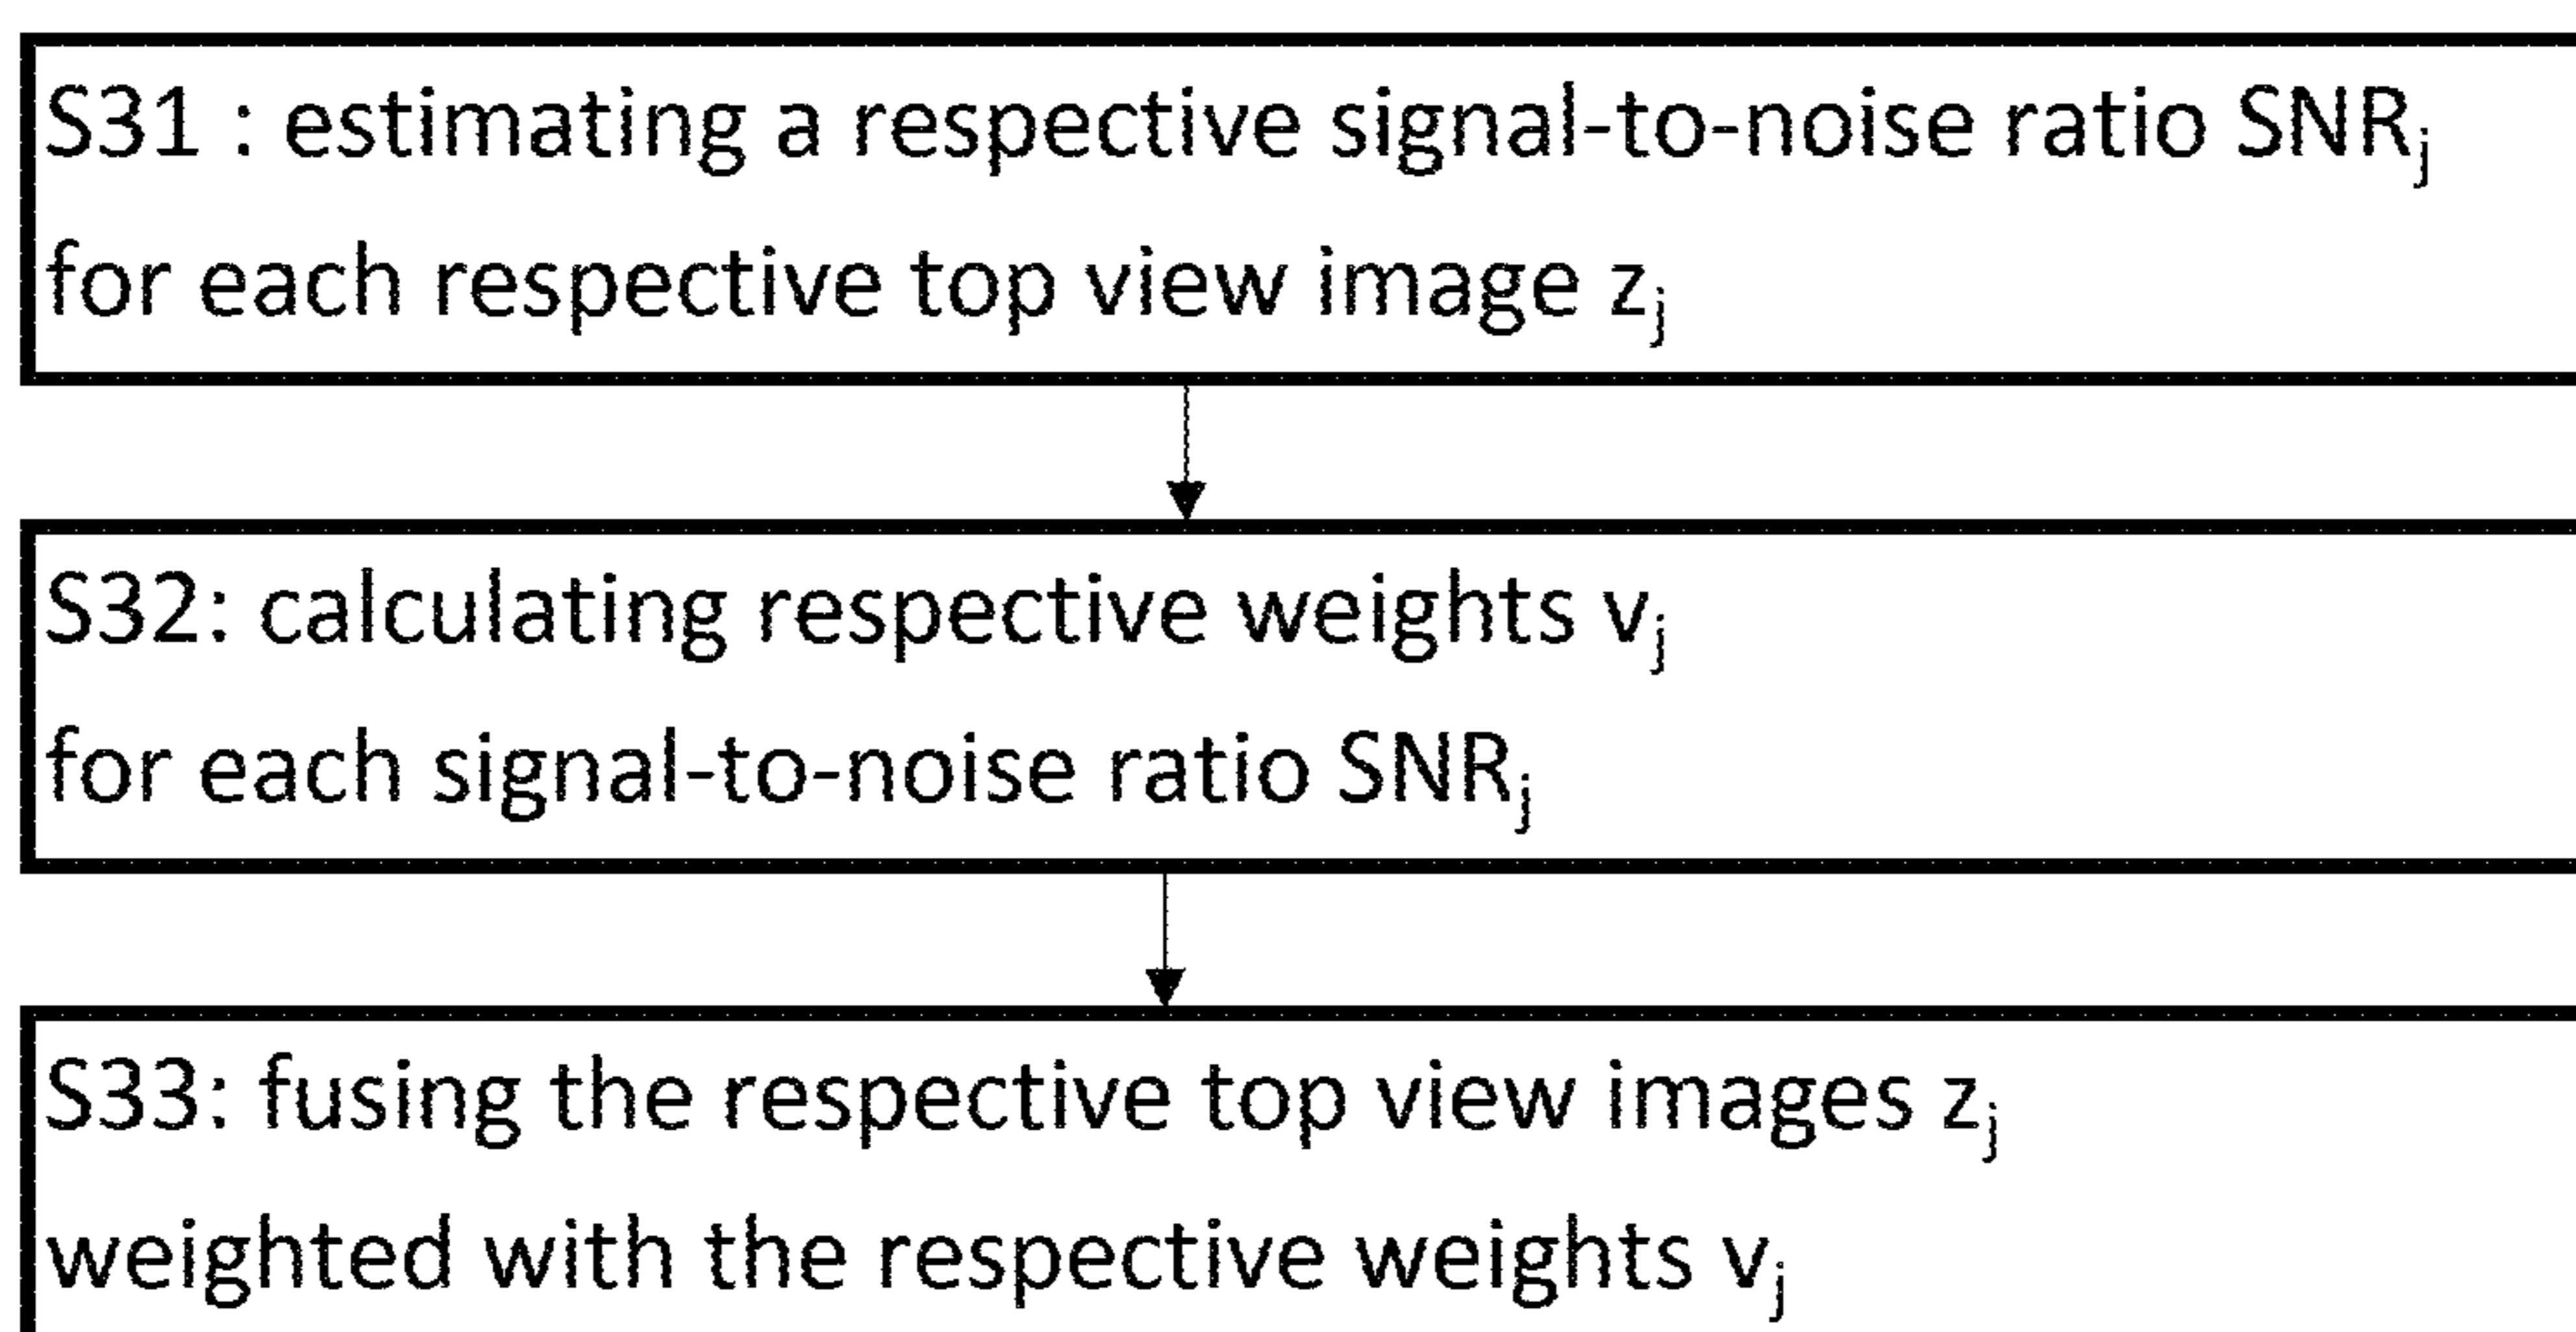 S31 : estimating a respective signal-to-noise ratio SNRj
for each respective top view image zj
S32: calculating respective weights vj
for each signal-to-noise ratio SNRj
S33: fusing the respective top view images zj
weighted with the respective weights vj